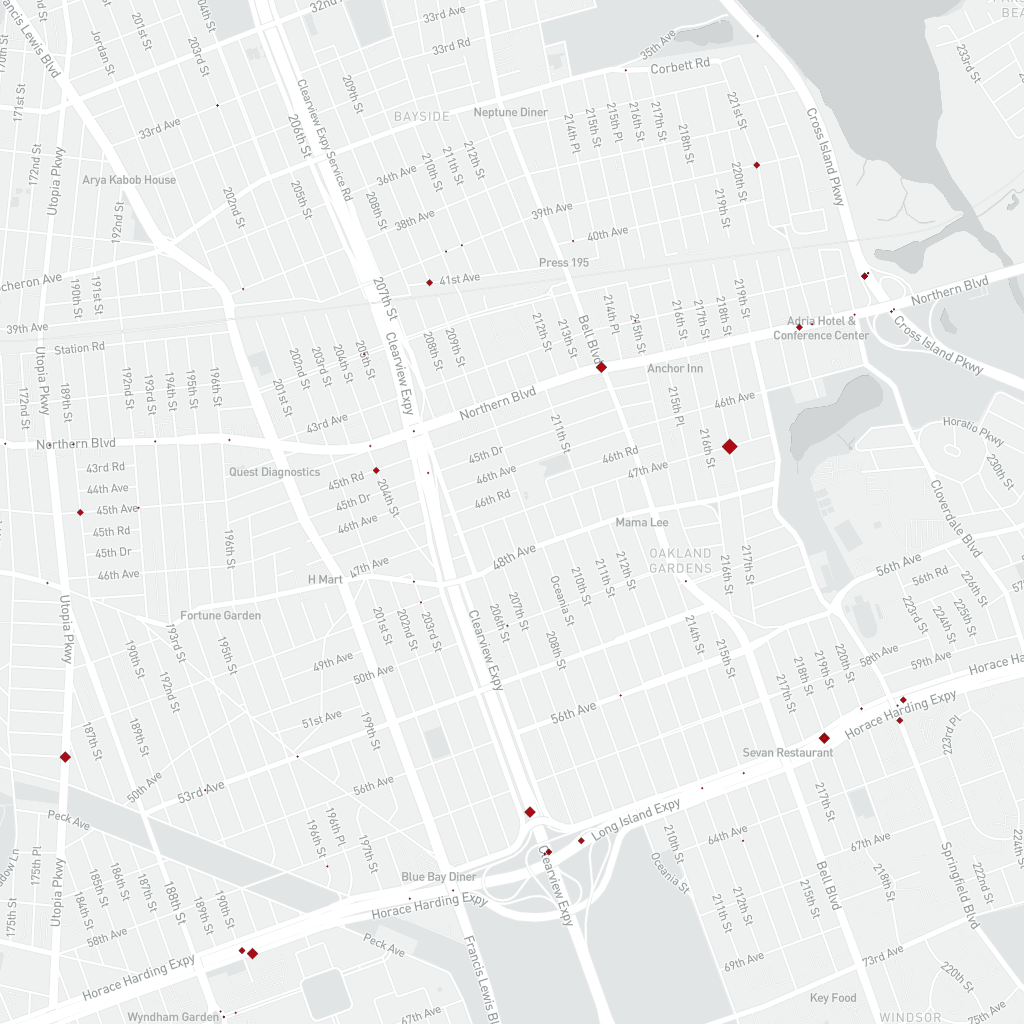 Francis Lewis Blvd
204th St
32nd
33rd Ave
33rd Rd
35th Ave
Corbett Rd
201st St
203rd St
Jordan St
170th St
171st St
172nd St
209th St
Clearview Expy Service Rd
206th St
BAYSIDE
Neptune Diner
214th Pl
215th St
215th Pl
216th St
217th St
218th St
221st St
Cross Island Pkwy
233rd St
33rd Ave
Utopia Pkwy
Arya Kabob House
192nd St
202nd St
205th St
36th Ave
210th St
211th St
212th St
208th St
38th Ave
39th Ave
40th Ave
220th St
219th St
Press 195
41st Ave
207th St
190th St
191st St
39th Ave
Station Rd
Northern Blvd
Cross Island Pkwy
Adria Hotel &
Conference Center
Bell Blvd
214th Pl
215th St
216th St
217th St
218th St
219th St
212th St
213th St
208th St
209th St
Clearview Expy
202nd St
203rd St
204th St
205th St
201st St
Utopia Pkwy
172nd St
189th St
192nd St
193rd St
194th St
195th St
196th St
Anchor Inn
Northern Blvd
43rd Ave
46th Ave
215th Pl
216th St
211th St
Horatio Pkwy
230th St
Northern Blvd
43rd Rd
44th Ave
45th Ave
45th Rd
45th Dr
46th Ave
Quest Diagnostics
45th Rd
45th Dr
46th Ave
204th St
45th Dr
46th Ave
46th Rd
46th Rd
47th Ave
Mama Lee
Cloverdale Blvd
196th St
H Mart
47th Ave
48th Ave
OAKLAND
GARDENS
216th St
217th St
56th Ave
56th Rd
Fortune Garden
Utopia Pkwy
190th St
193rd St
192nd St
195th St
201st St
202nd St
203rd St
Clearview Expy
206th St
207th St
208th St
Oceania St
210th St
211th St
212th St
214th St
215th St
223rd St
224th St
225th St
226th St
49th Ave
50th Ave
51st Ave
217th St
218th St
219th St
220th St
58th Ave
59th Ave
Horace Harding Expy
187th St
189th St
199th St
56th Ave
223rd Pl
Sevan Restaurant
50th Ave
53rd Ave
56th Ave
Peck Ave
Long Island Expy
196th St
196th Pl
197th St
Blue Bay Diner
Horace Harding Expy
Clearview Expy
Oceania St
210th St
64th Ave
67th Ave
217th St
Bell Blvd
Springfield Blvd
224th St
222nd St
218th St
175th Pl
175th St
Utopia Pkwy
184th St
185th St
186th St
187th St
188th St
189th St
190th St
58th Ave
Horace Harding Expy
Peck Ave
Francis Lewis Bl
211th St
212th St
215th St
69th Ave
73rd Ave
220th St
Key Food
Wyndham Garden
67th Ave
75th Ave
WINDSOR